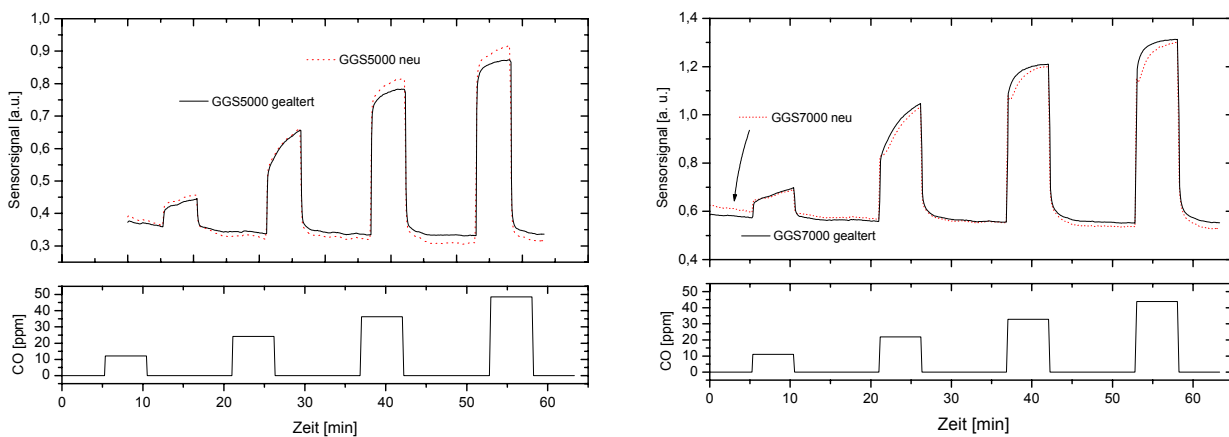 1,0
0,9
0,8
0,7
0,6
0,5
0,4
0,3
Sensorsignal [a.u.]
GGS5000 neu
GGS5000 gealtert
50
40
30
20
10
0
CO [ppm]
0 10 20 30 40 50 60
Zeit [min]
1,4
1,2
1,0
0,8
0,6
0,4
Sensorsignal [a. u.]
GGS7000 neu
GGS7000 gealtert
50
40
30
20
10
0
CO [ppm]
0 10 20 30 40 50 60
Zeit [min]